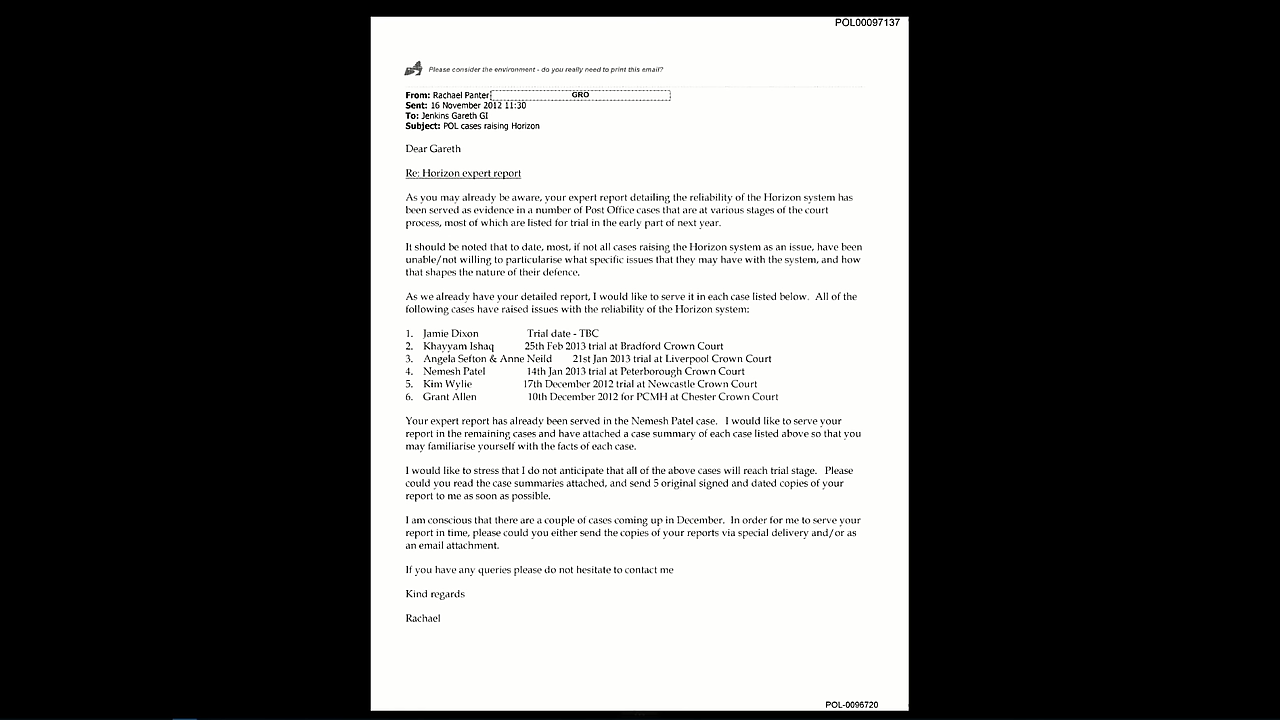 POL00097137
Please consider the environment - do you really need to print this email?
From: Rachael Panter GRO
Sent: 16 November 2012 11:30
To: Jenkins Gareth GI
Subject: POL cases raising Horizon
Dear Gareth
Re: Horizon expert report
As you may already be aware, your expert report detailing the reliability of the Horizon system has
been served as evidence in a number of Post Office cases that are at various stages of the court
process, most of which are listed for trial in the early part of next year.
It should be noted that to date, most, if not all cases raising the Horizon system as an issue, have been
unable/not willing to particularise what specific issues that they may have with the system, and how
that shapes the nature of their defence.
As we already have your detailed report, I would like to serve it in each case listed below. All of the
following cases have raised issues with the reliability of the Horizon system:
1. Jamie Dixon Trial date - TBC
2. Khayyam Ishaq 25th Feb 2013 trial at Bradford Crown Court
3. Angela Sefton & Anne Neild 21st Jan 2013 trial at Liverpool Crown Court
4. Nemesh Patel 14th Jan 2013 trial at Peterborough Crown Court
5. Kim Wylie 17th December 2012 trial at Newcastle Crown Court
6. Grant Allen 10th December 2012 for PCMH at Chester Crown Court
Your expert report has already been served in the Nemesh Patel case. I would like to serve your
report in the remaining cases and have attached a case summary of each case listed above so that you
may familiarise yourself with the facts of each case.
I would like to stress that I do not anticipate that all of the above cases will reach trial stage. Please
could you read the case summaries attached, and send 5 original signed and dated copies of your
report to me as soon as possible.
I am conscious that there are a couple of cases coming up in December. In order for me to serve your
report in time, please could you either send the copies of your reports via special delivery and/or as
an email attachment.
If you have any queries please do not hesitate to contact me
Kind regards
Rachael
POL-0096720